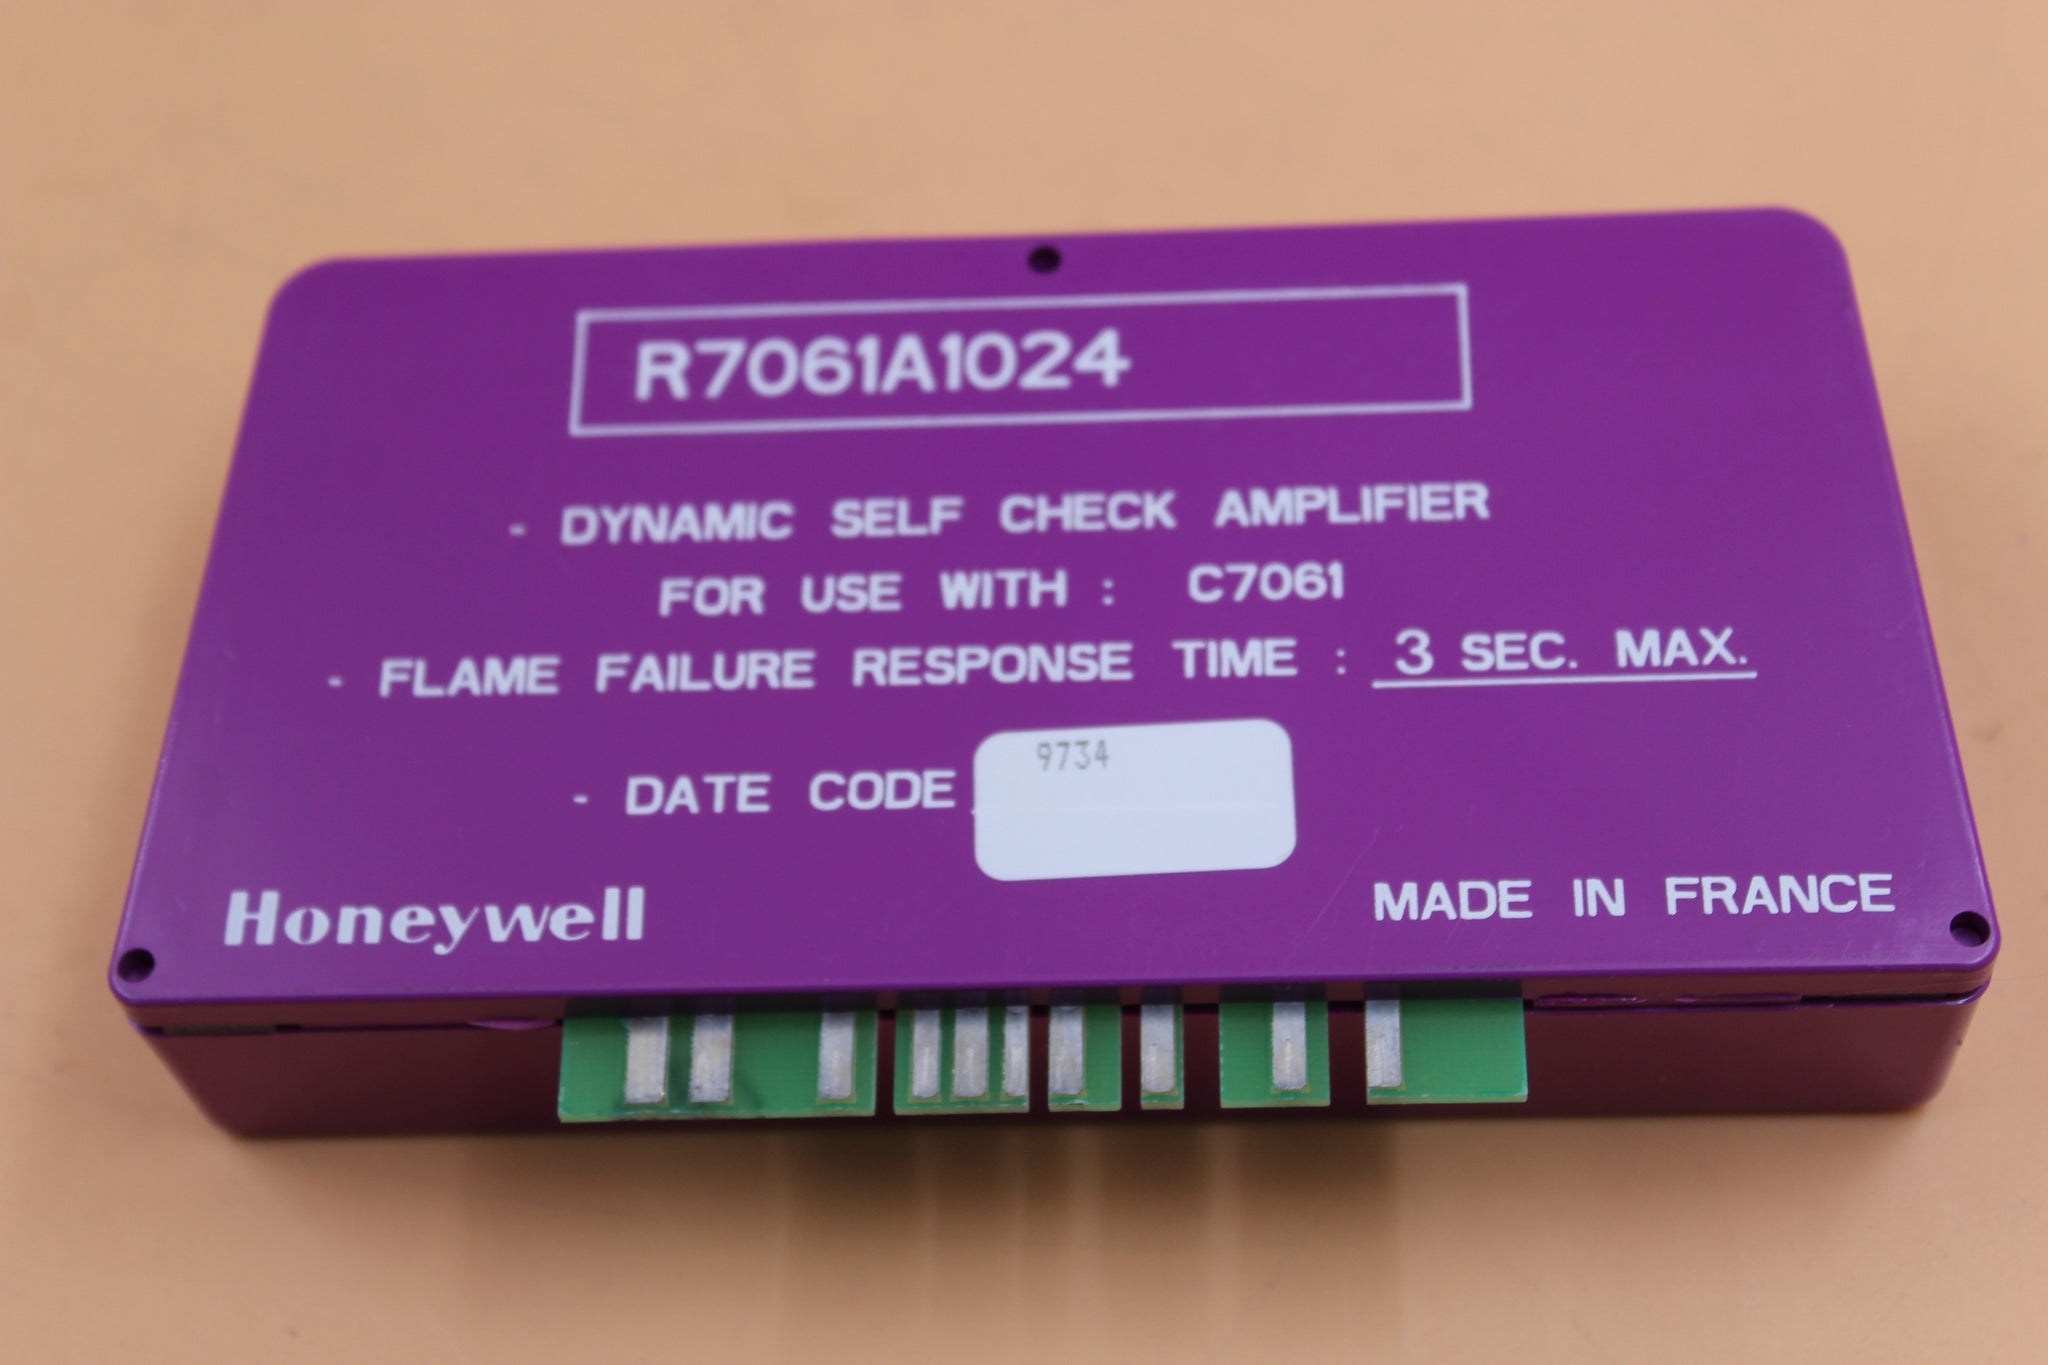 R7061A1024
- DYNAMIC SELF CHECK AMPLIFIER
FOR USE WITH : C7061
- FLAME FAILURE RESPONSE TIME : 3 SEC. MAX.
- DATE CODE 9734
Honeywell
MADE IN FRANCE